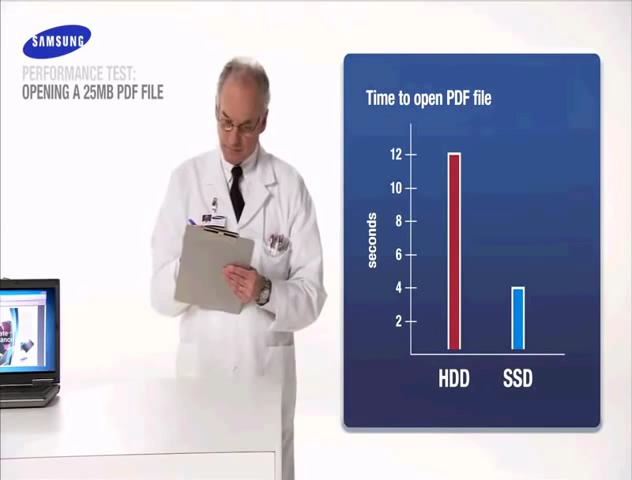 SAMSUNG
PERFORMANCE TEST:
OPENING A 25MB PDF FILE
Time to open PDF file
12
10
8
6
4
2
seconds
HDD SSD